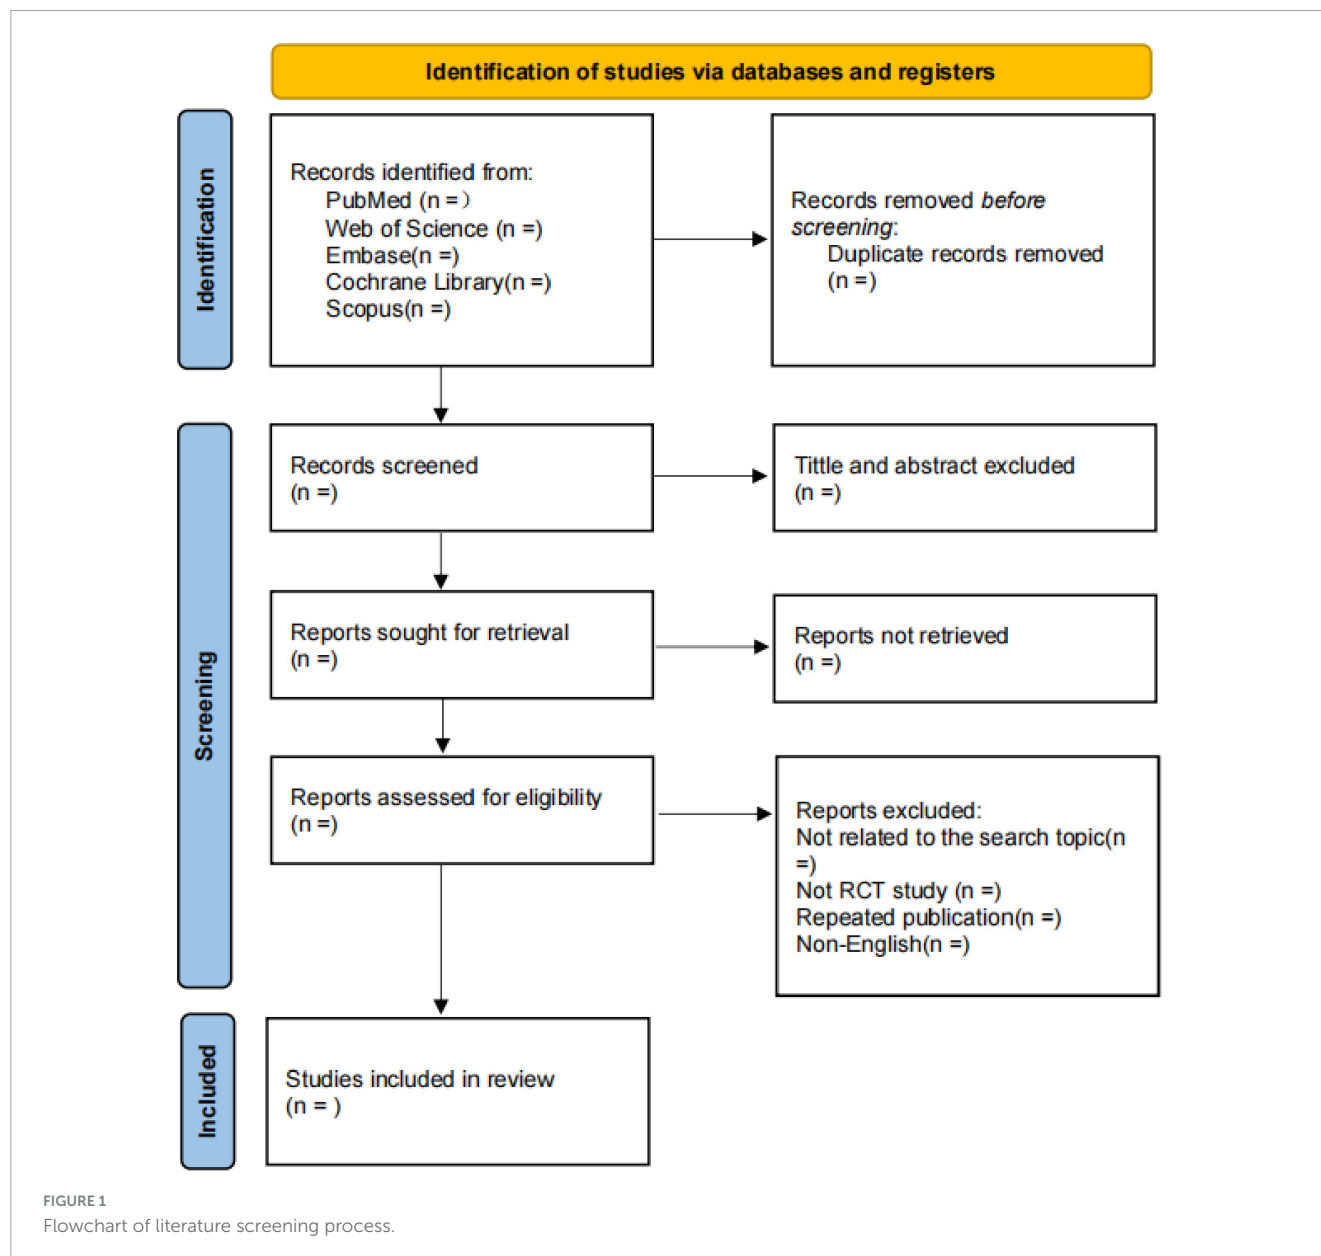 Identification of studies via databases and registers
Identification
Records identified from:
PubMed (n =）
Web of Science (n =)
Embase(n =)
Cochrane Library(n =)
Scopus(n =)
Records removed before
screening:
Duplicate records removed
(n =)
Screening
Records screened
(n =)
Tittle and abstract excluded
(n =)
Reports sought for retrieval
(n =)
Reports not retrieved
(n =)
Reports assessed for eligibility
(n =)
Reports excluded:
Not related to the search topic(n
=)
Not RCT study (n =)
Repeated publication(n =)
Non-English(n =)
Included
Studies included in review
(n = )
FIGURE 1
Flowchart of literature screening process.